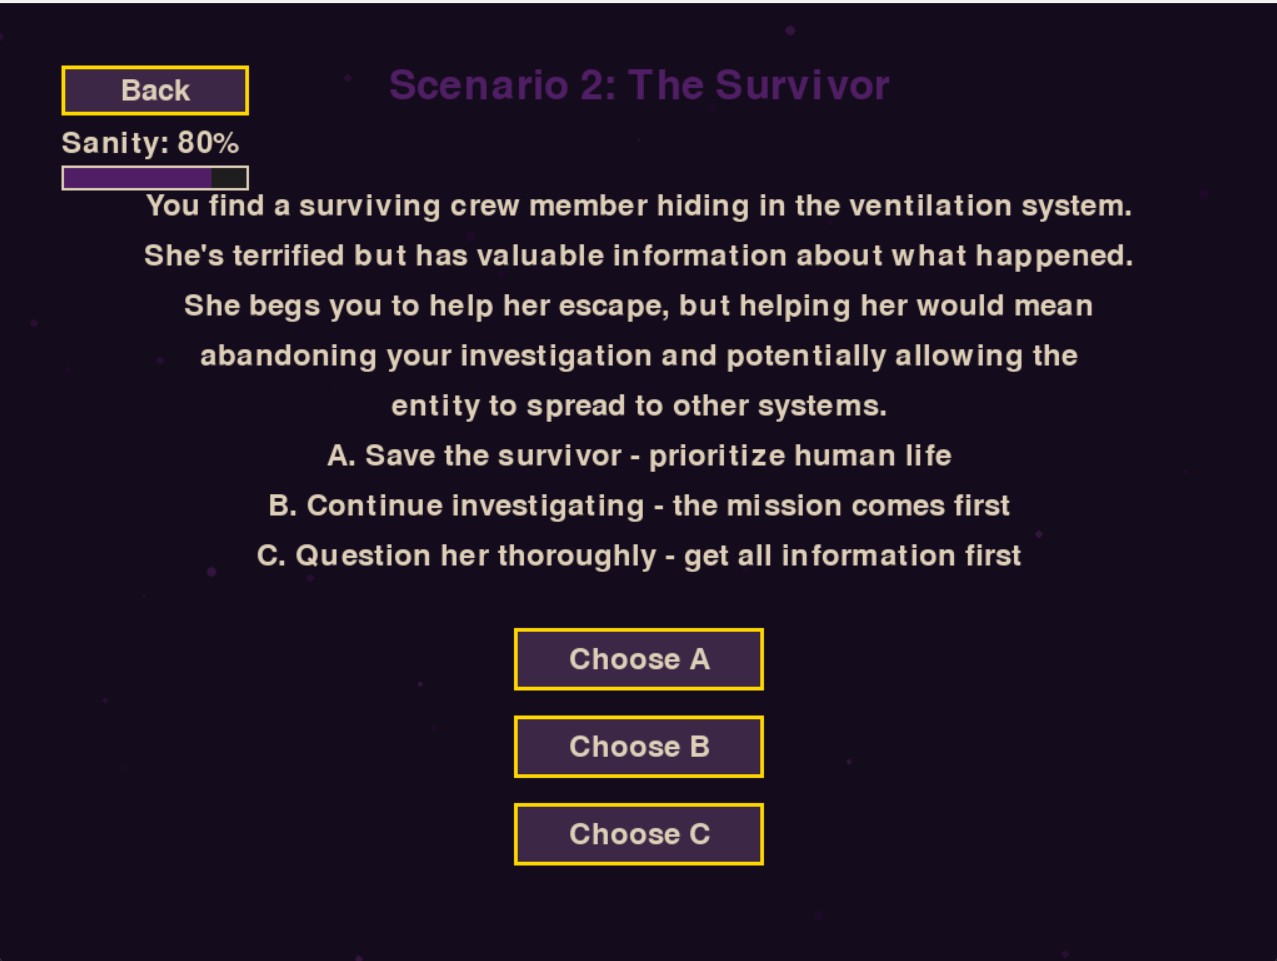 Back
Scenario 2: The Survivor
Sanity: 80%
You find a surviving crew member hiding in the ventilation system.
She's terrified but has valuable information about what happened.
She begs you to help her escape, but helping her would mean
abandoning your investigation and potentially allowing the
entity to spread to other systems.
A. Save the survivor - prioritize human life
B. Continue investigating - the mission comes first
C. Question her thoroughly - get all information first
Choose A
Choose B
Choose C